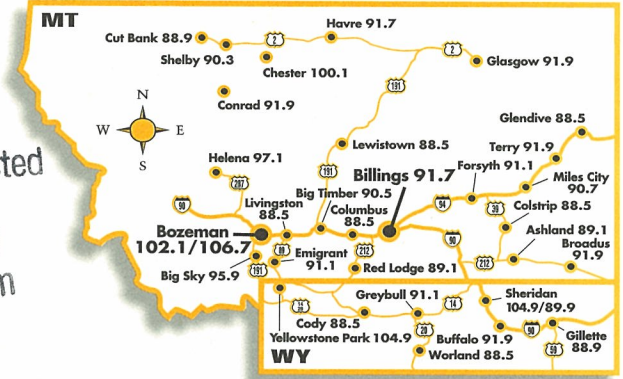 MT
Cut Bank 88.9
Havre 91.7
2
2
Shelby 90.3
Chester 100.1
Glasgow 91.9
191
Conrad 91.9
N
W E
S
Glendive 88.5
Lewistown 88.5
Terry 91.9
sted
Helena 97.1
191
Billings 91.7
Forsyth 91.1
Miles City
90.7
287
Big Timber 90.5
94
90
Livingston
88.5
Columbus
88.5
39
Colstrip 88.5
Bozeman
102.1/106.7
90
Ashland 89.1
89
212
Emigrant
91.1
212
Broadus
91.9
Big Sky 95.9
191
Red Lodge 89.1
m
Greybull 91.1
14
Sheridan
104.9/89.9
Cody 88.5
20
Yellowstone Park 104.9
Buffalo 91.9
90
Gillette
88.9
59
WY
Worland 88.5